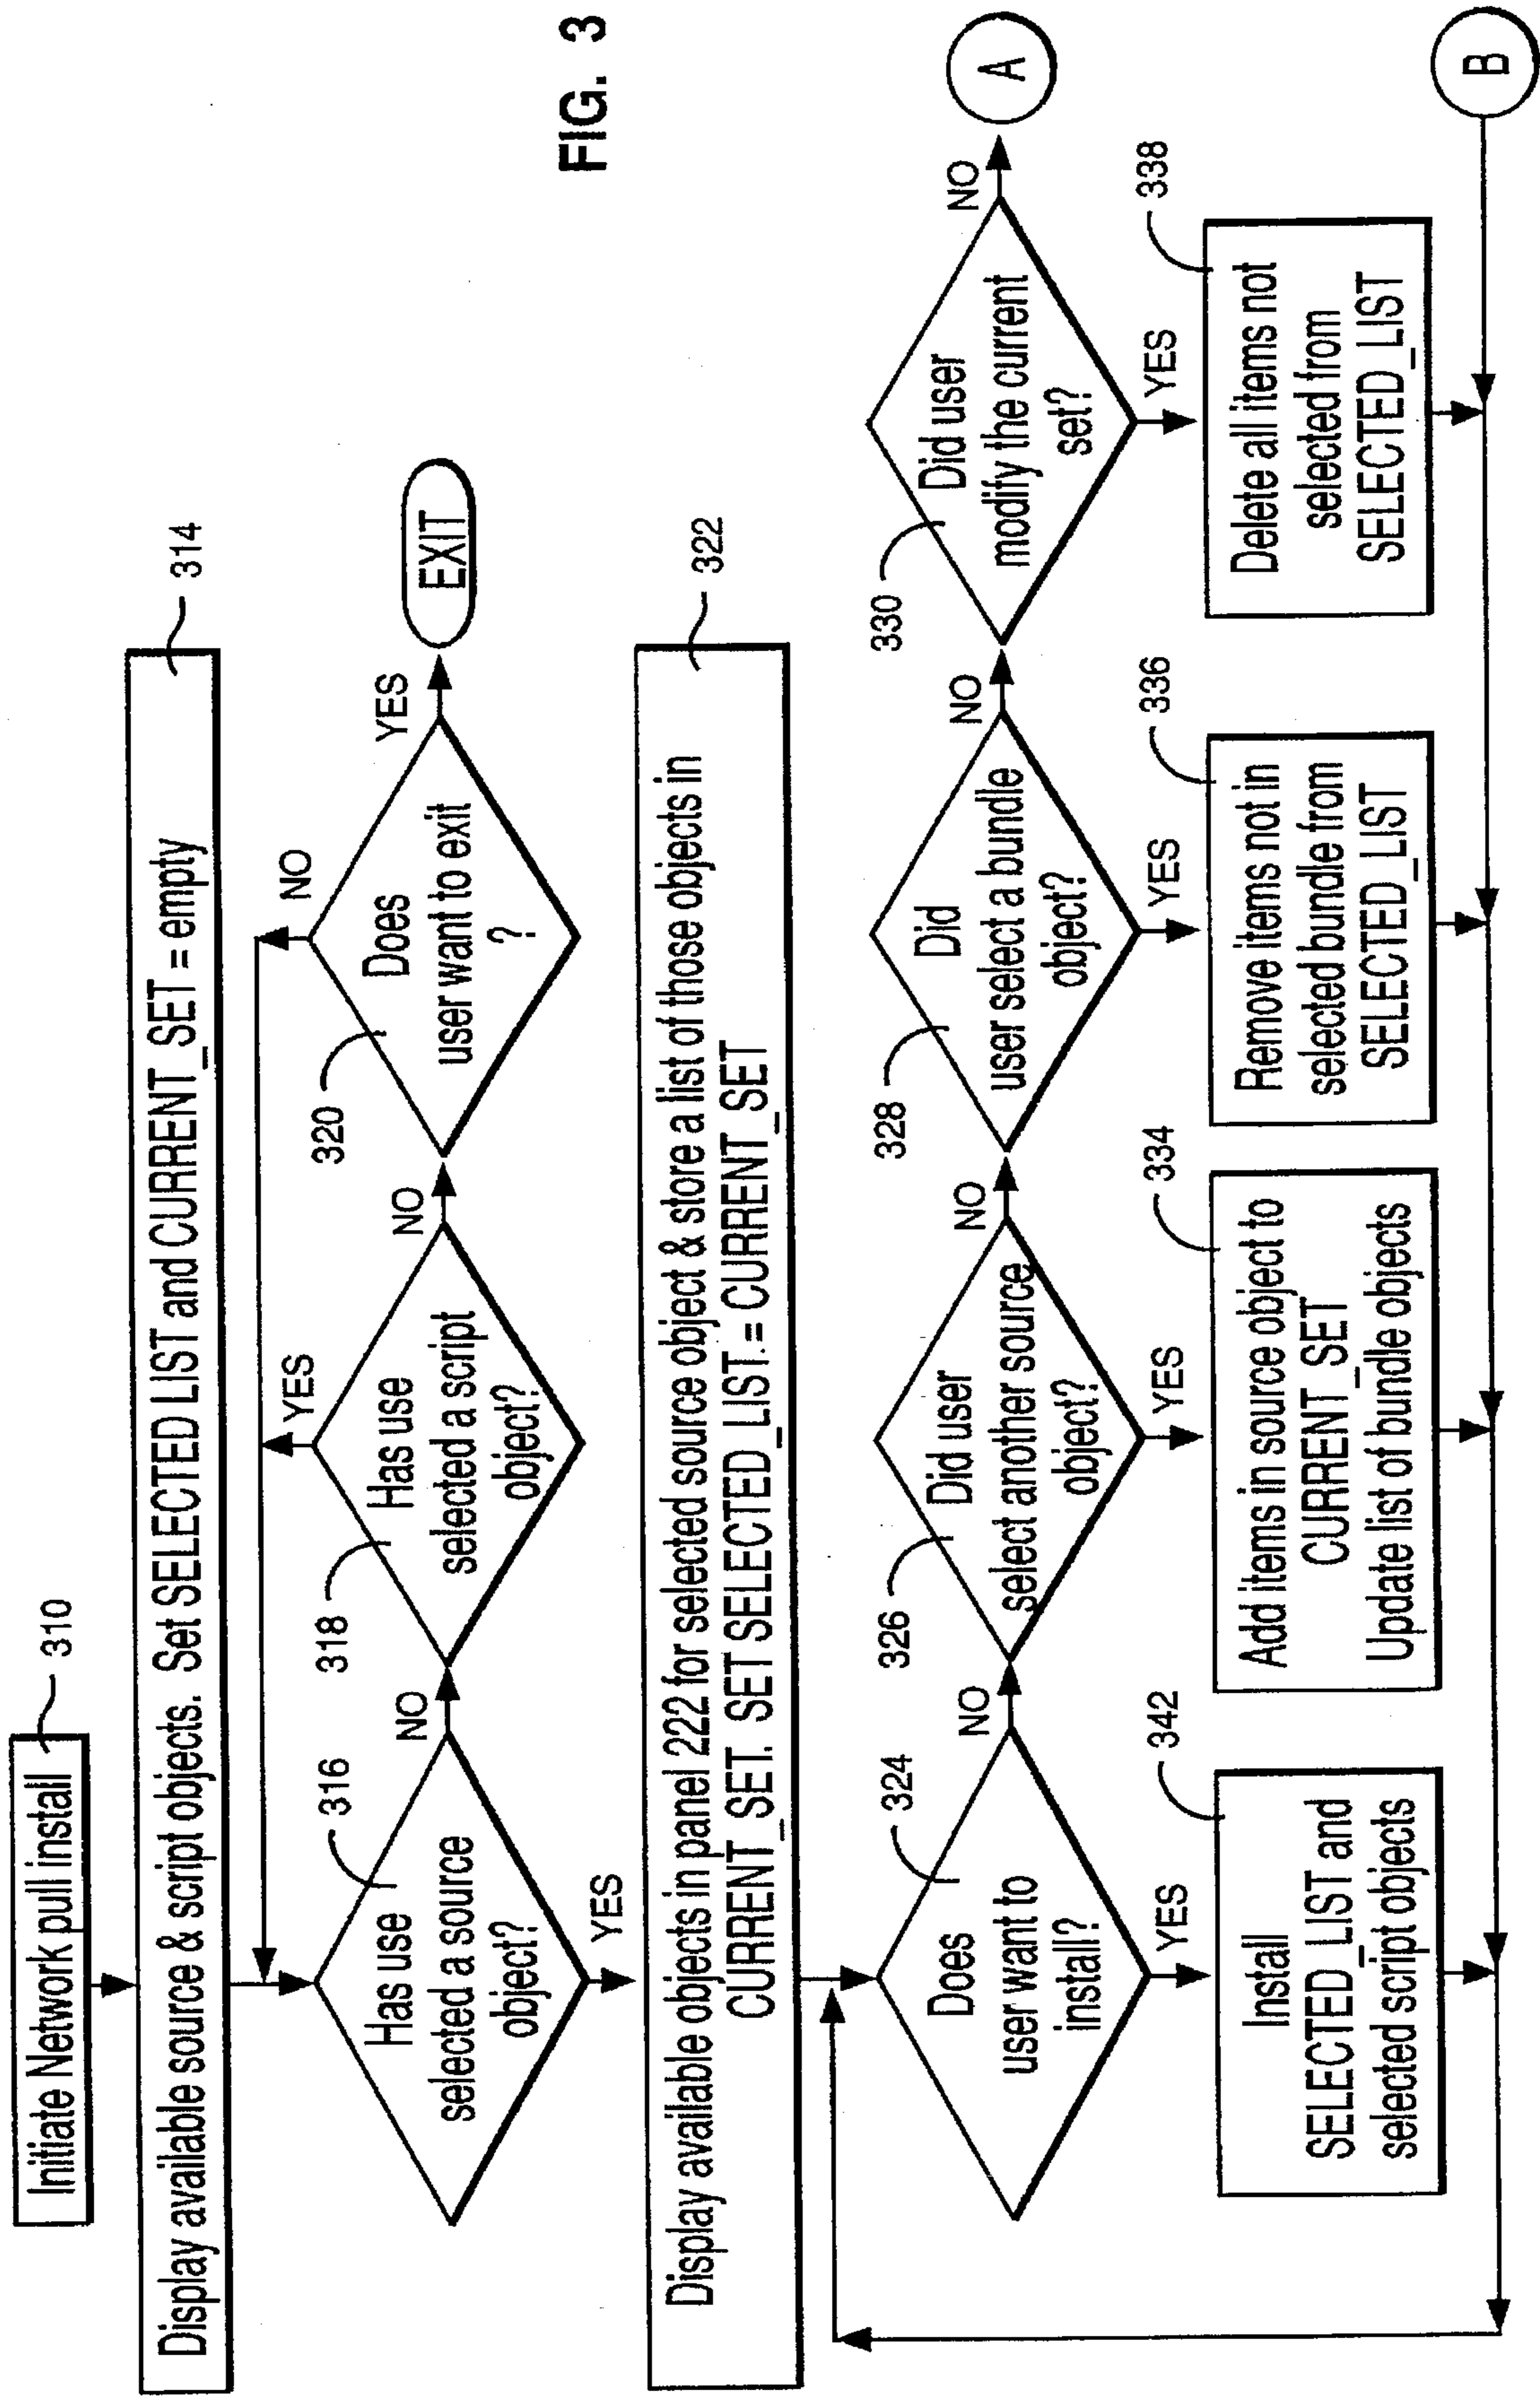 Initiate Network pull install
310
Display available source & script objects. Set SELECTED LIST and CURRENT_SET = empty
314
Has use
selected a source
object?
316
NO
YES
Has use
selected a script
object?
318
YES
NO
Does
user want to exit
?
320
NO
YES
EXIT
Display available objects in panel 222 for selected source object & store a list of those objects in
CURRENT_SET. SET SELECTED_LIST.= CURRENT_SET
322
Does
user want to
install?
324
NO
YES
Did user
select another source
object?
326
NO
YES
Did
user select a bundle
object?
328
NO
YES
Did user
modify the current
set?
330
NO
YES
A
Install
SELECTED_LIST and
selected script objects
342
Add items in source object to
CURRENT_SET
Update list of bundle objects
334
Remove items not in
selected bundle from
SELECTED_LIST
336
Delete all items not
selected from
SELECTED_LIST
338
B
FIG. 3